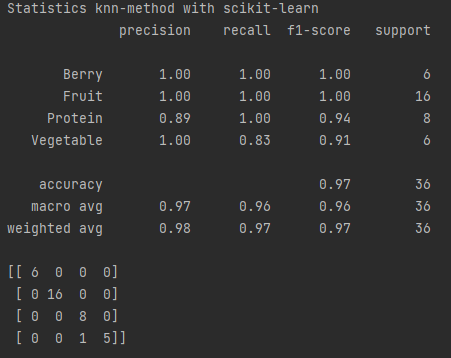 Statistics knn-method with scikit-learn
precision recall f1-score support
Berry 1.00 1.00 1.00 6
Fruit 1.00 1.00 1.00 16
Protein 0.89 1.00 0.94 8
Vegetable 1.00 0.83 0.91 6
accuracy 0.97 36
macro avg 0.97 0.96 0.96 36
weighted avg 0.98 0.97 0.97 36
[[ 6 0 0 0]
[ 0 16 0 0]
[ 0 0 8 0]
[ 0 0 1 5]]